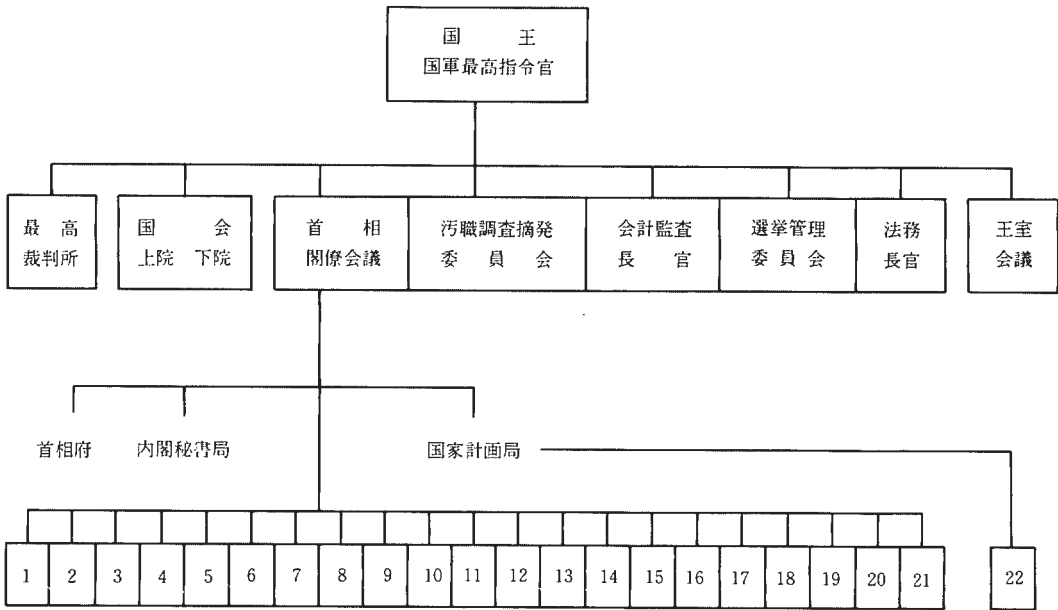 国　王
国軍最高指令官
最高
裁判所
国　会
上院　下院
首　相
閣僚会議
汚職調査摘発
委員会
会計監査
長官
選挙管理
委員会
法務
長官
王室
会議
首相府
内閣秘書局
国家計画局
1 2 3 4 5 6 7 8 9 10 11 12 13 14 15 16 17 18 19 20 21 22